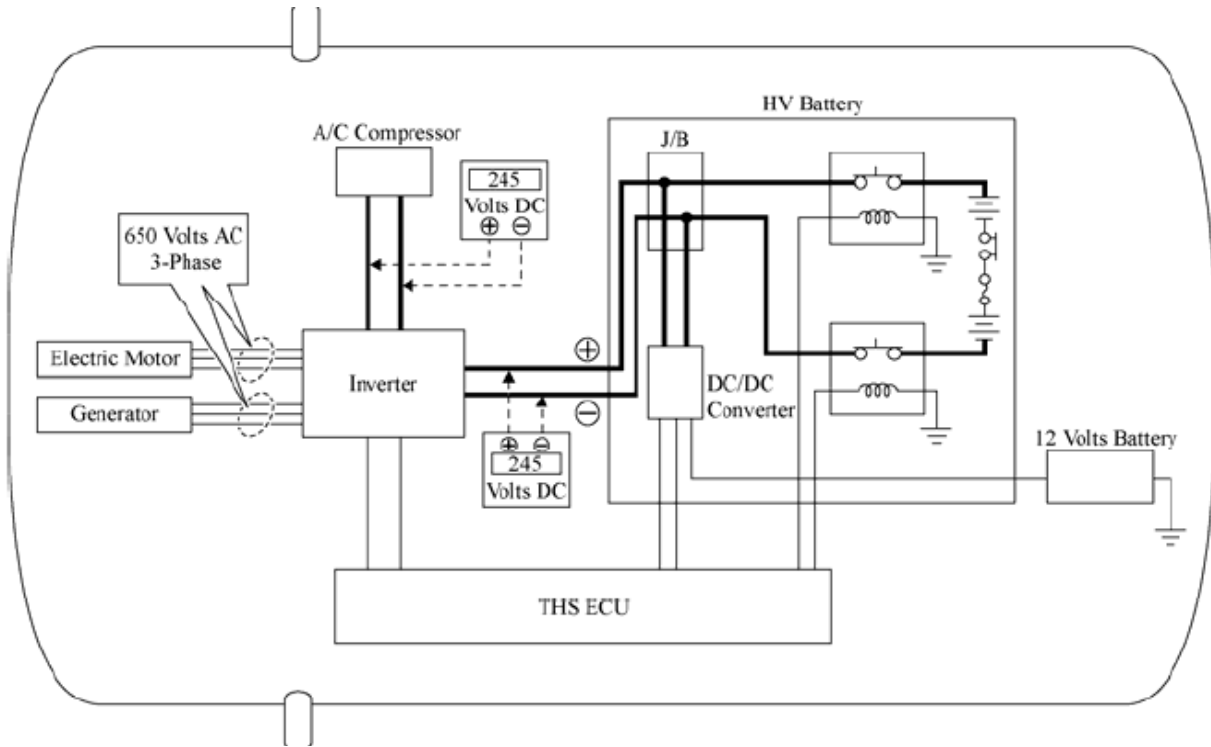 HV Battery
A/C Compressor
J/B
245
Volts DC
⊕ ⊖
650 Volts AC
3-Phase
Electric Motor
Generator
Inverter
⊕
⊖
DC/DC
Converter
⊕ ⊖
245
Volts DC
12 Volts Battery
THS ECU